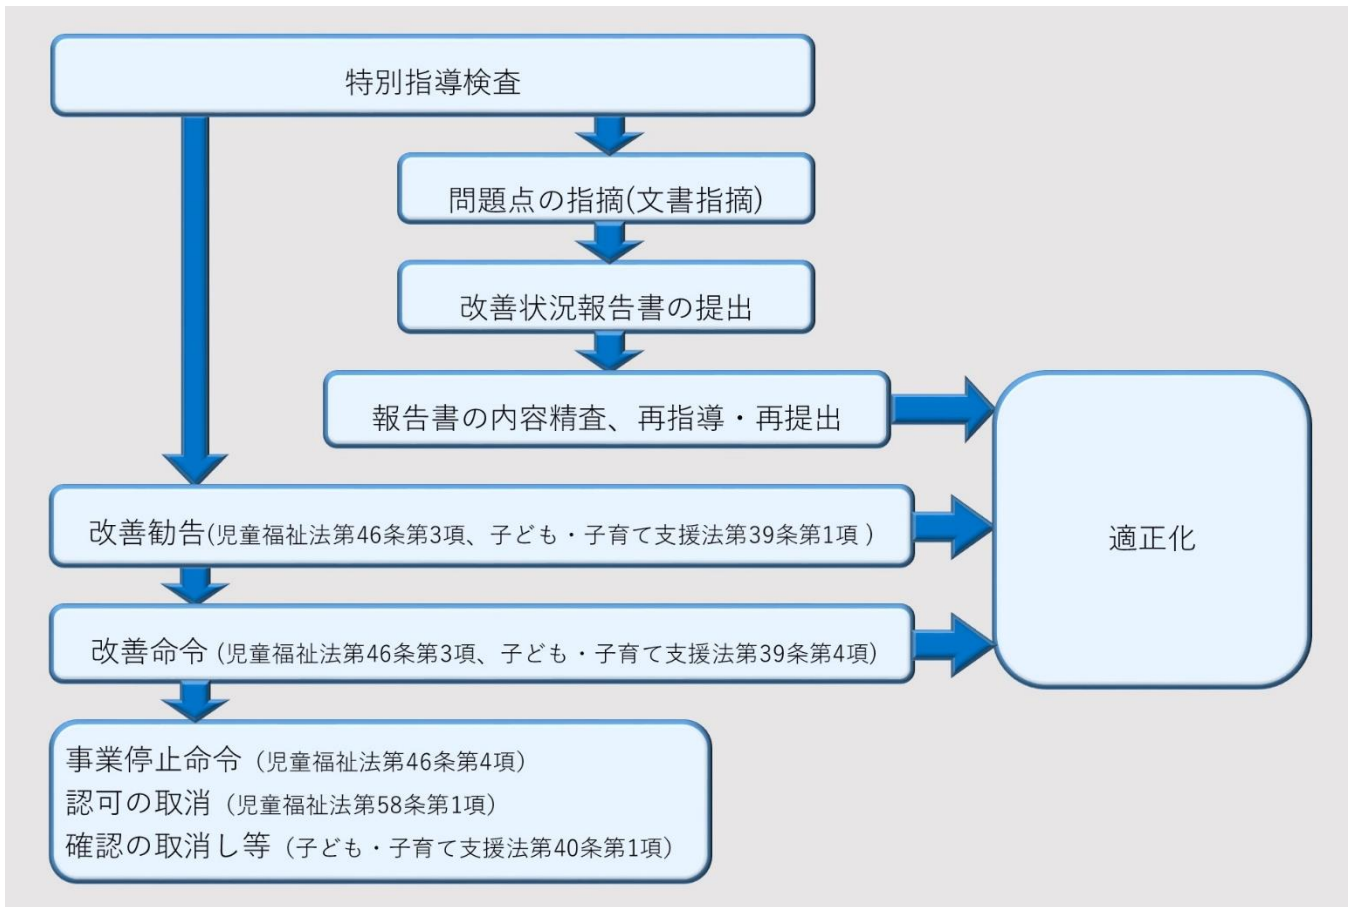 特別指導検査
問題点の指摘(文書指摘)
改善状況報告書の提出
報告書の内容精査、再指導・再提出
改善勧告(児童福祉法第46条第3項、子ども・子育て支援法第39条第1項 )
適正化
改善命令 (児童福祉法第46条第3項、子ども・子育て支援法第39条第4項)
事業停止命令（児童福祉法第46条第4項）
認可の取消（児童福祉法第58条第1項）
確認の取消し等（子ども・子育て支援法第40条第1項）